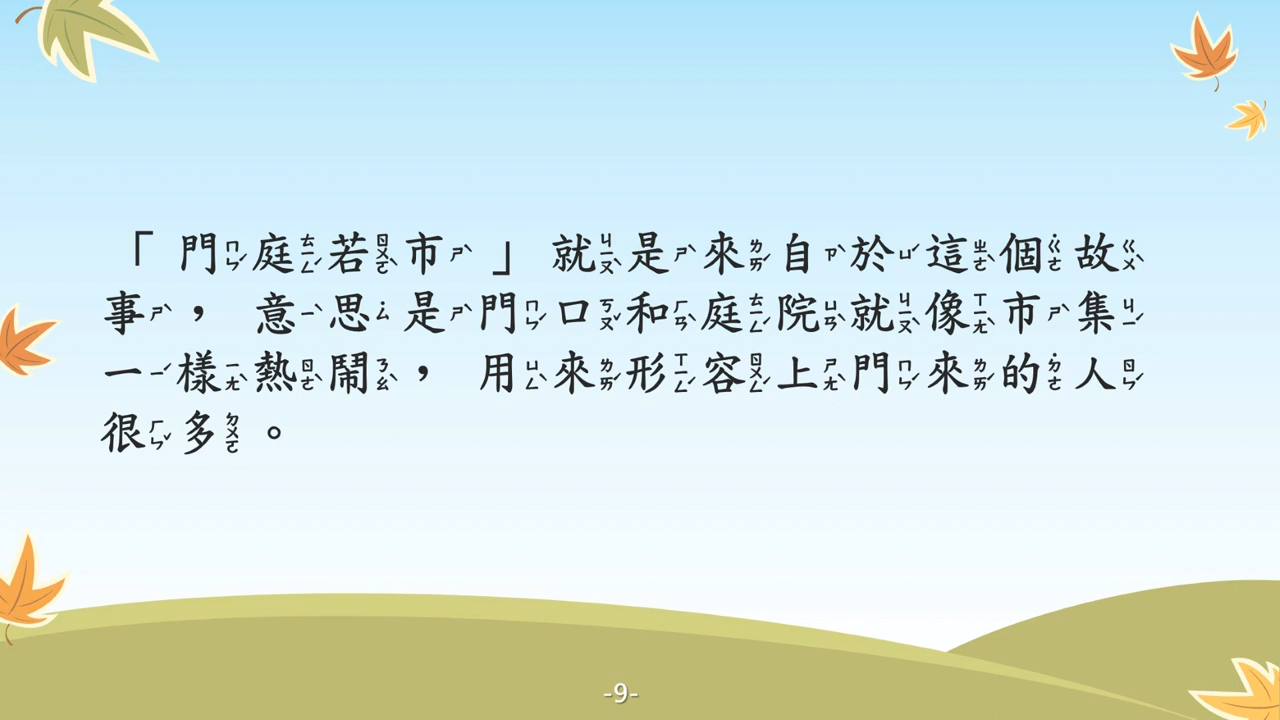 「門庭若市」就是來自於這個故
事，意思是門口和庭院就像市集
一樣熱鬧，用來形容上門來的人
很多。
-9-